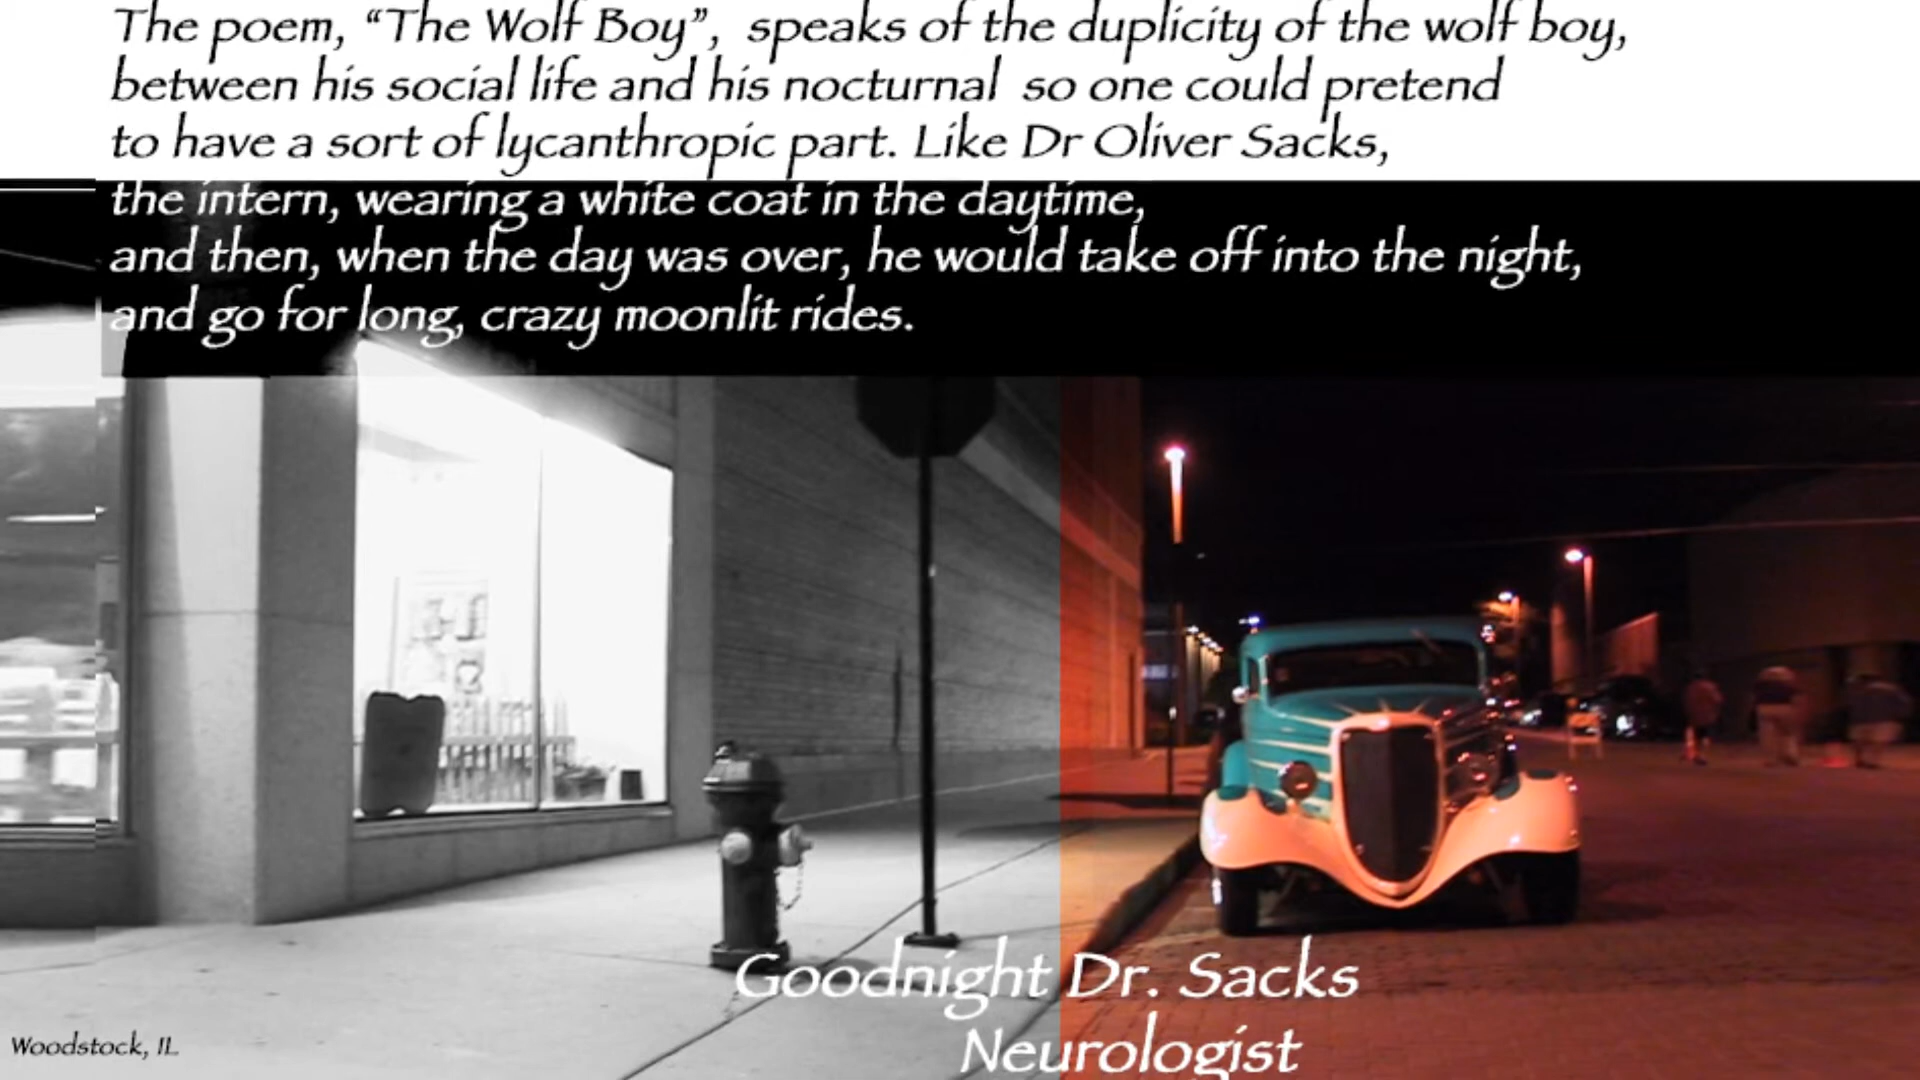 The poem, “The Wolf Boy”,  speaks of the duplicity of the wolf boy,
between his social life and his nocturnal  so one could pretend
to have a sort of lycanthropic part. Like Dr Oliver Sacks,
the intern, wearing a white coat in the daytime,
and then, when the day was over, he would take off into the night,
and go for long, crazy moonlit rides.
Goodnight Dr. Sacks
Neurologist
Woodstock, IL